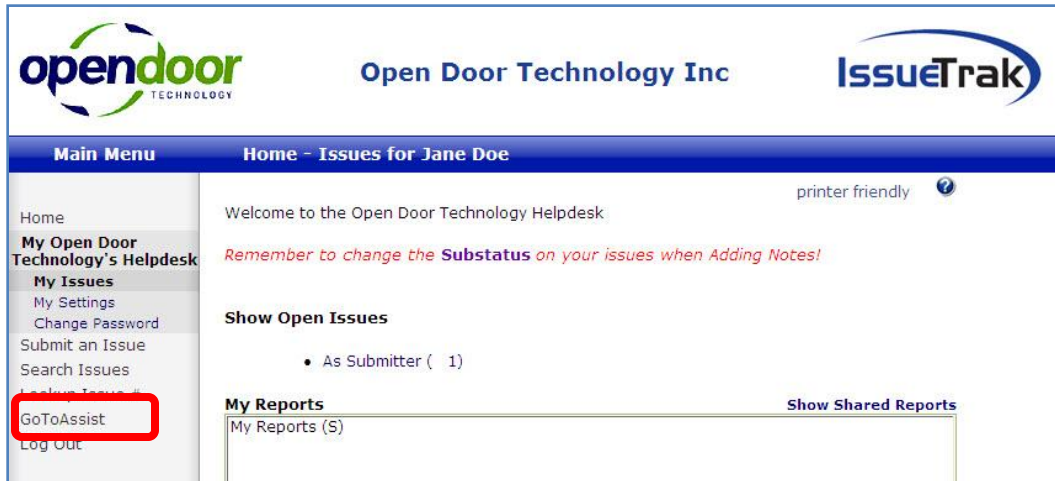 opendoor
TECHNOLOGY
Open Door Technology Inc
IssueTrak
Main Menu
Home - Issues for Jane Doe
printer friendly
?
Home
My Open Door
Technology's Helpdesk
My Issues
My Settings
Change Password
Submit an Issue
Search Issues
Lookup Issue #
GoToAssist
Log Out
Welcome to the Open Door Technology Helpdesk
Remember to change the Substatus on your issues when Adding Notes!
Show Open Issues
• As Submitter ( 1)
My Reports
Show Shared Reports
My Reports (S)